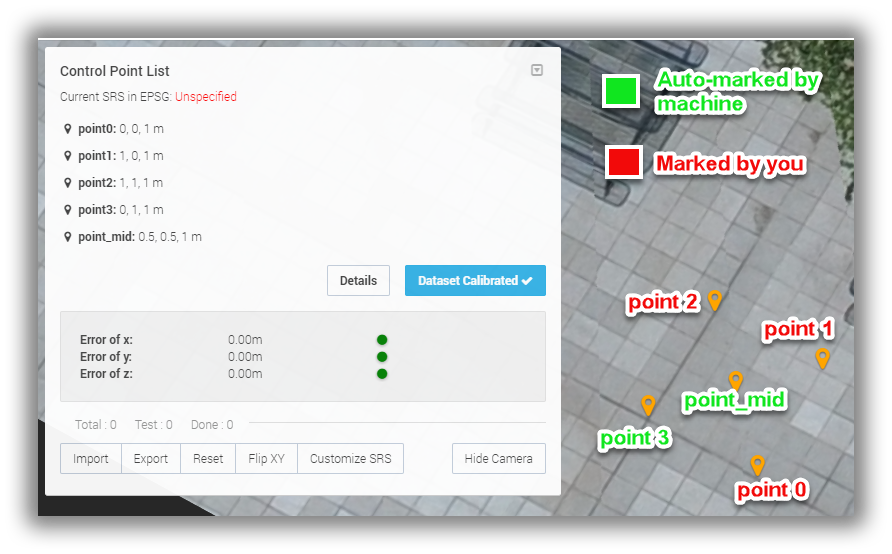 Control Point List
Current SRS in EPSG: Unspecified
point0: 0, 0, 1 m
point1: 1, 0, 1 m
point2: 1, 1, 1 m
point3: 0, 1, 1 m
point_mid: 0.5, 0.5, 1 m
Details
Dataset Calibrated
Error of x: 0.00m
Error of y: 0.00m
Error of z: 0.00m
Total : 0 Test : 0 Done : 0
Import Export Reset Flip XY Customize SRS Hide Camera
Auto-marked by
machine
Marked by you
point 2
point 1
point_mid
point 3
point 0